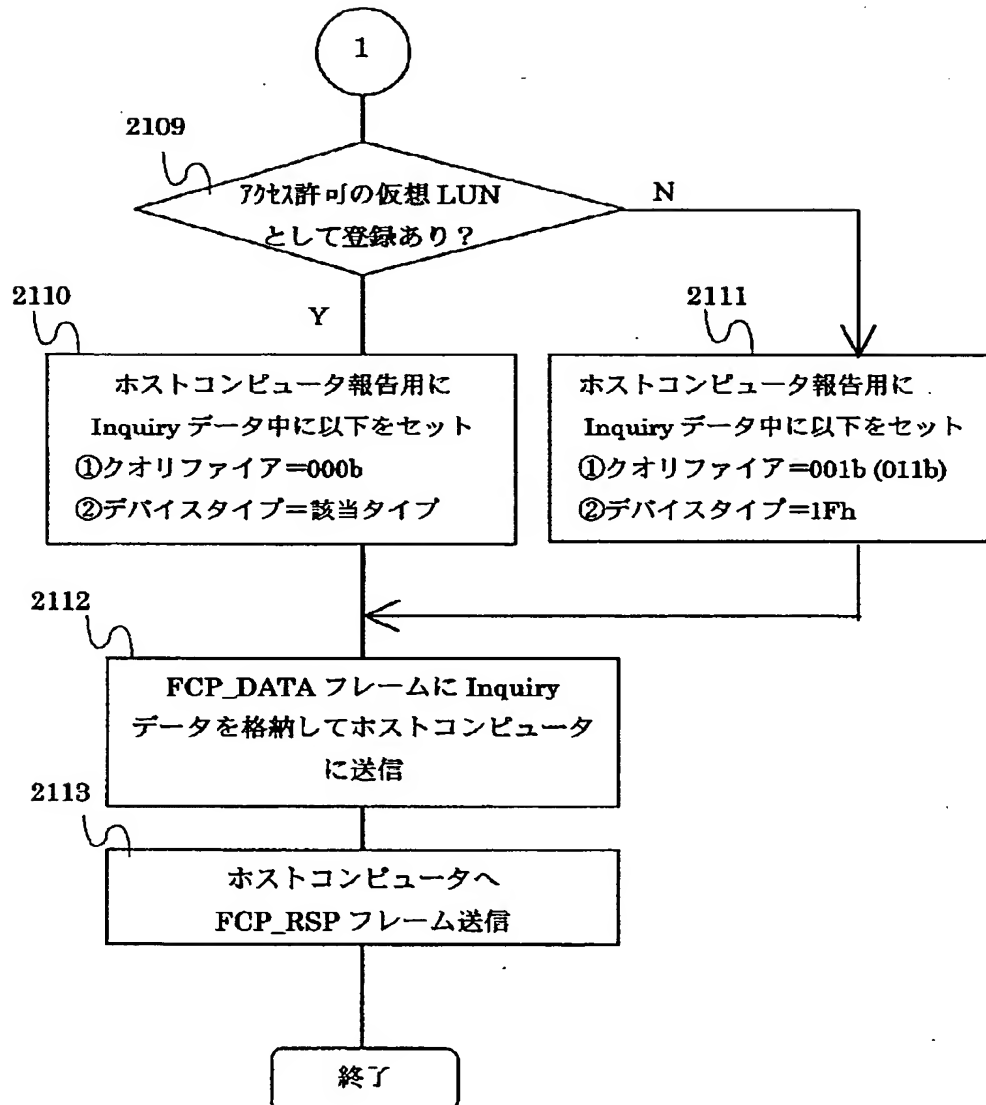 1
2109
アクセス許可の仮想 LUN
として登録あり?
N
2110
Y
2111
ホストコンピュータ報告用に
Inquiry データ中に以下をセット
①クオリファイア=000b
②デバイスタイプ=該当タイプ
ホストコンピュータ報告用に
Inquiry データ中に以下をセット
①クオリファイア=001b (011b)
②デバイスタイプ=1Fh
2112
FCP_DATA フレームに Inquiry
データを格納してホストコンピュータ
に送信
2113
ホストコンピュータへ
FCP_RSP フレーム送信
終了